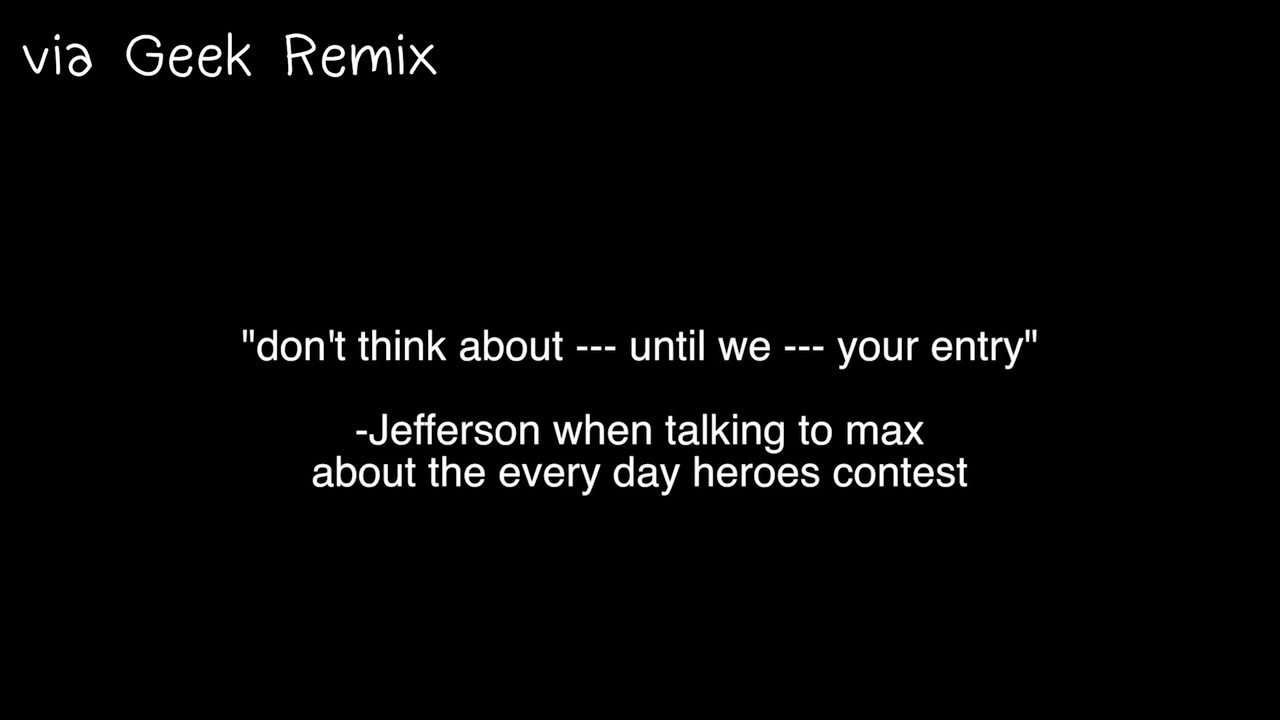 via Geek Remix
"don't think about --- until we --- your entry"
-Jefferson when talking to max
about the every day heroes contest